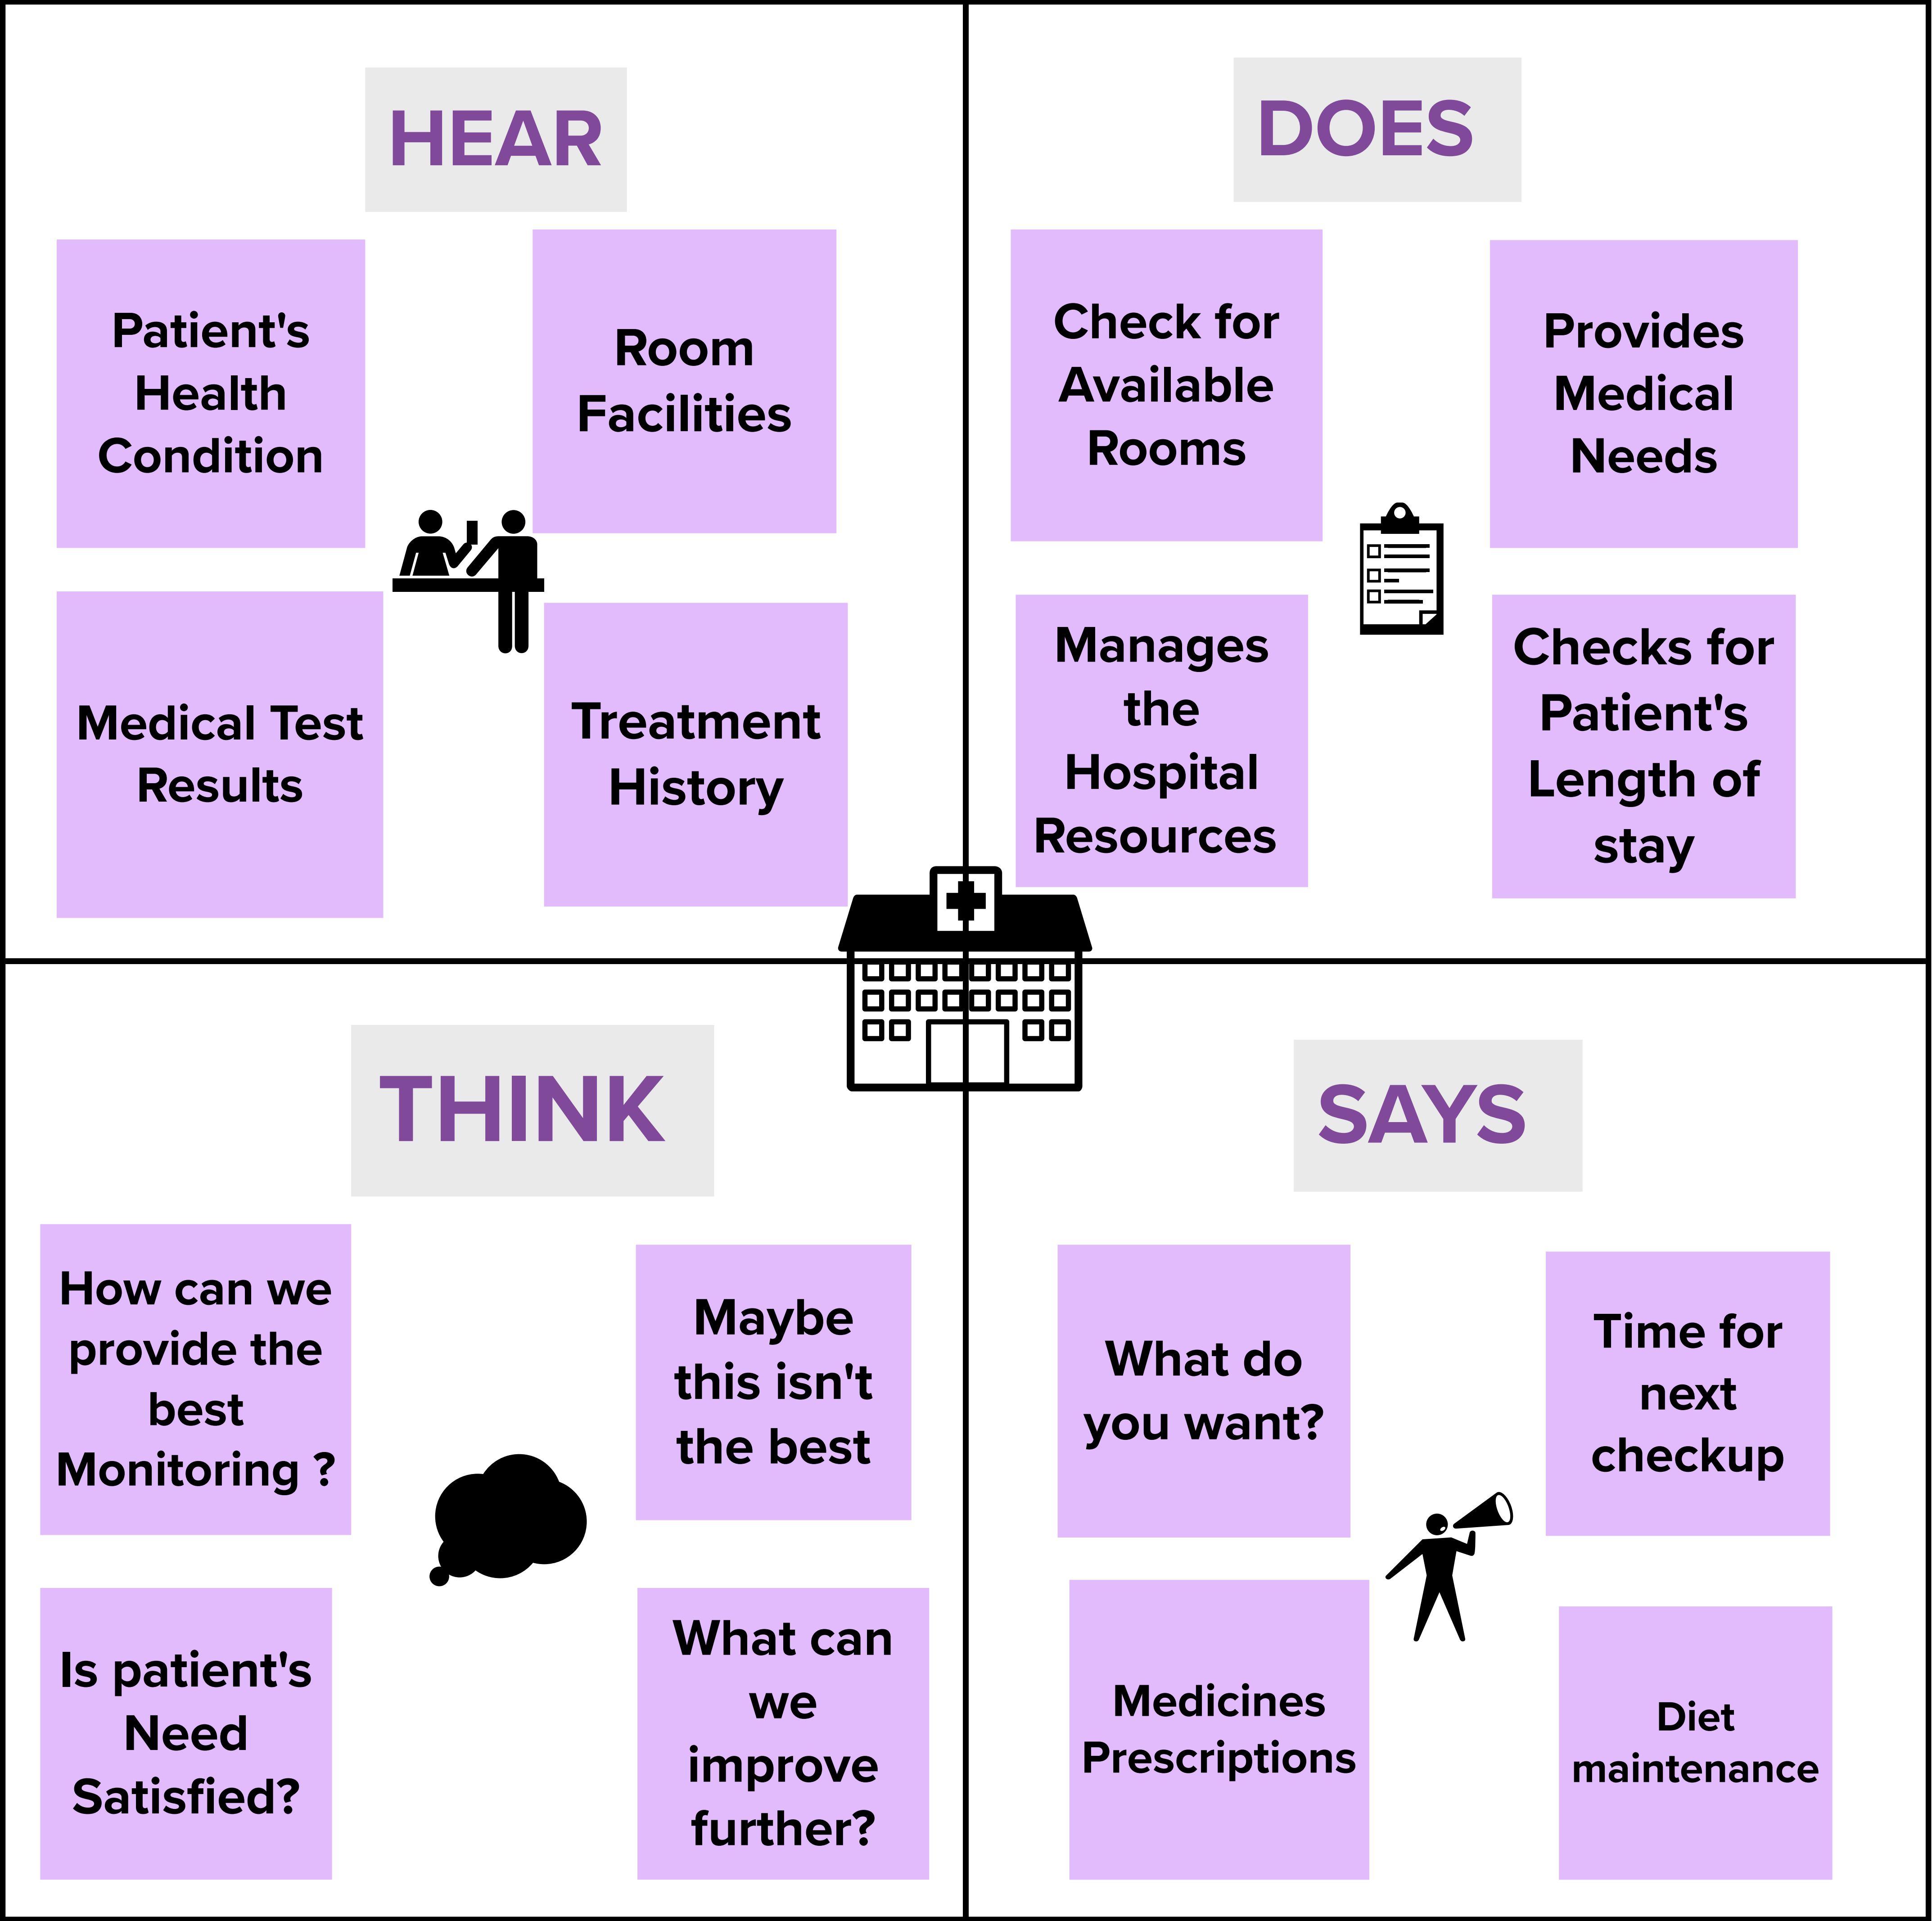 HEAR
Patient's
Health
Condition
Room
Facilities
Medical Test
Results
Treatment
History
DOES
Check for
Available
Rooms
Provides
Medical
Needs
Manages
the
Hospital
Resources
Checks for
Patient's
Length of
stay
THINK
How can we
provide the
best
Monitoring ?
Maybe
this isn't
the best
Is patient's
Need
Satisfied?
What can
we
improve
further?
SAYS
What do
you want?
Time for
next
checkup
Medicines
Prescriptions
Diet
maintenance